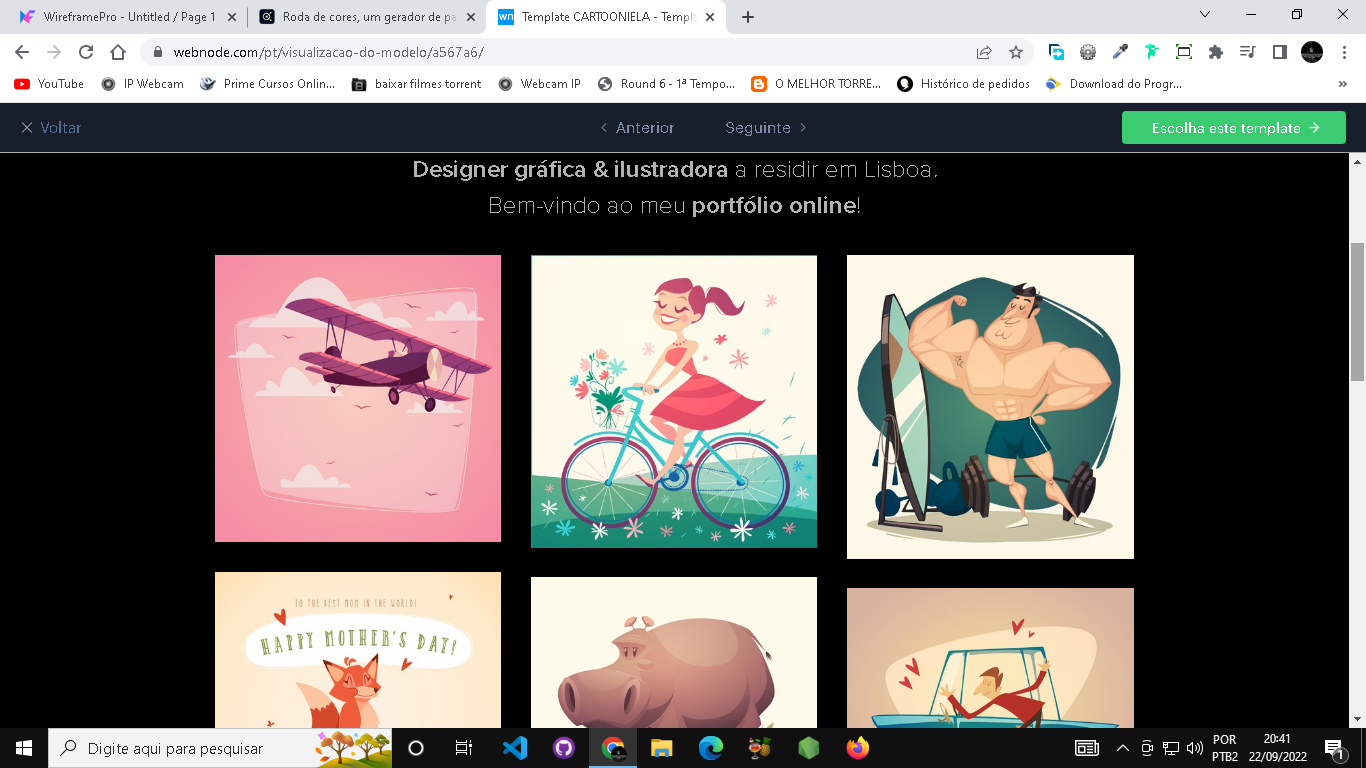 WireframePro - Untitled / Page 1
Roda de cores, um gerador de pa
Template CARTOONIELA - Templa
webnode.com/pt/visualizacao-do-modelo/a567a6/
YouTube
IP Webcam
Prime Cursos Onlin...
baixar filmes torrent
Webcam IP
Round 6 - 1ª Tempo...
O MELHOR TORRE...
Histórico de pedidos
Download do Progr...
»
Voltar
Anterior
Seguinte
Escolha este template
Designer gráfica & ilustradora a residir em Lisboa.
Bem-vindo ao meu portfólio online!
TO THE BEST MOM IN THE WORLD!
HAPPY MOTHER'S DAY!
Digite aqui para pesquisar
POR
PTB2
20:41
22/09/2022
1